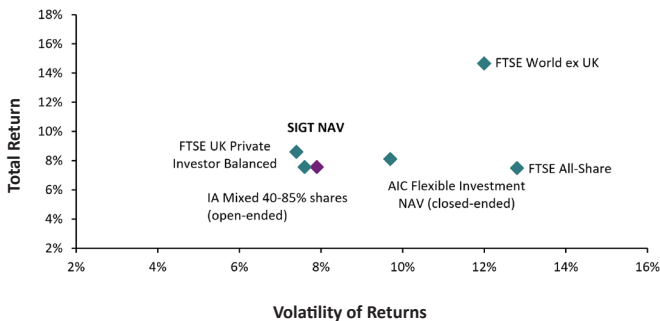 18%
16%
14%
12%
10%
8%
6%
4%
2%
Total Return
FTSE World ex UK
SIGT NAV
FTSE UK Private
Investor Balanced
FTSE All-Share
IA Mixed 40-85% shares
(open-ended)
AIC Flexible Investment
NAV (closed-ended)
2%
4%
6%
8%
10%
12%
14%
16%
Volatility of Returns